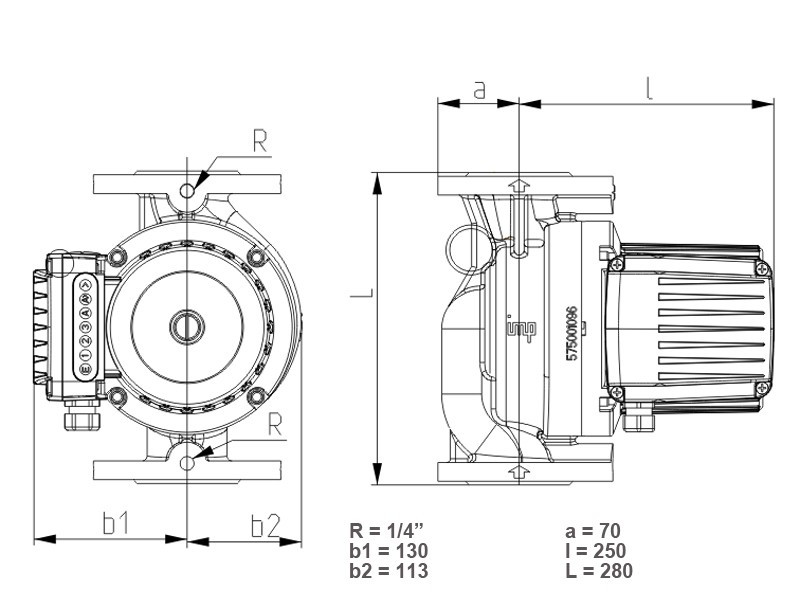 a
l
R
L
E 1 2 3 A A >
imp
575001096
R
b1
b2
R = 1/4”
a = 70
b1 = 130
l = 250
b2 = 113
L = 280